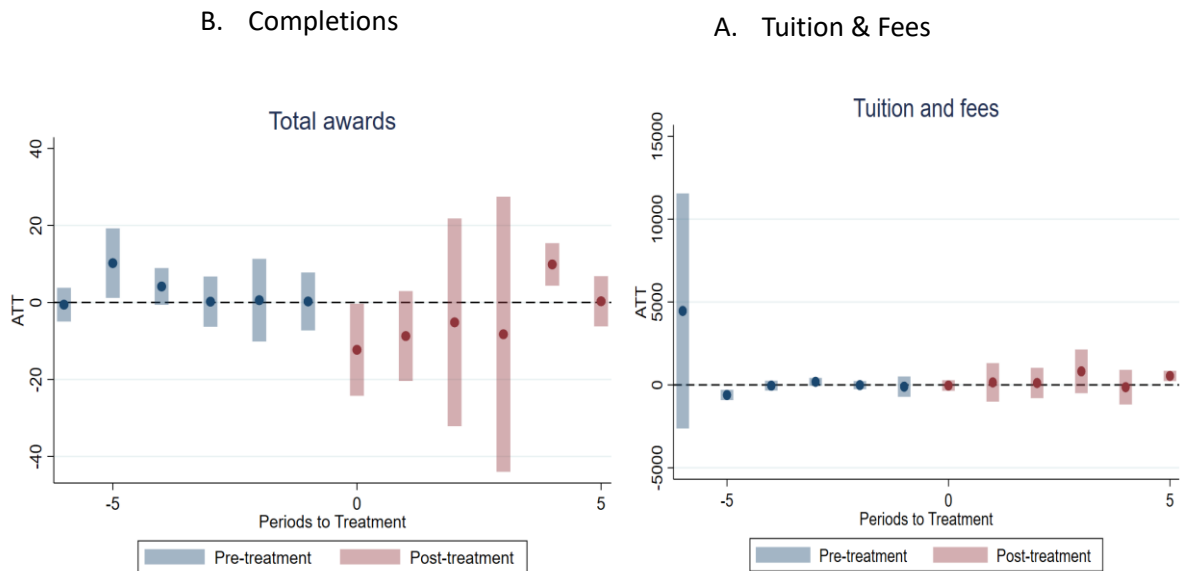 B. Completions
Total awards
40
20
0
-20
-40
ATT
-5
0
5
Periods to Treatment
Pre-treatment
Post-treatment
A. Tuition & Fees
Tuition and fees
15000
10000
5000
0
-5000
ATT
-5
0
5
Periods to Treatment
Pre-treatment
Post-treatment